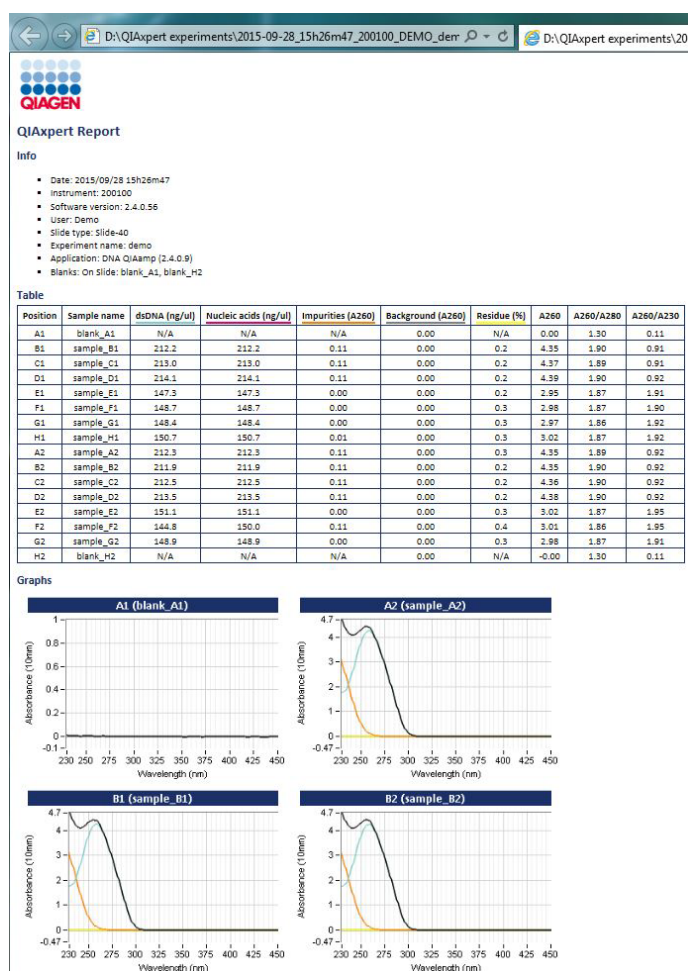 D:\QIAxpert experiments\2015-09-28_15h26m47_200100_DEMO_dem
D:\QIAxpert experiments\20
QIAGEN
QIAxpert Report
Info
Date: 2015/09/28 15h26m47
Instrument: 200100
Software version: 2.4.0.56
User: Demo
Slide type: Slide-40
Experiment name: demo
Application: DNA QIAamp (2.4.0.9)
Blanks: On Slide: blank_A1, blank_H2
Table
Position Sample name dsDNA (ng/ul) Nucleic acids (ng/ul) Impurities (A260) Background (A260) Residue (%) A260 A260/A280 A260/A230
A1 blank_A1 N/A N/A N/A 0.00 N/A 0.00 1.30 0.11
B1 sample_B1 212.2 212.2 0.11 0.00 0.2 4.35 1.90 0.91
C1 sample_C1 213.0 213.0 0.11 0.00 0.2 4.37 1.89 0.91
D1 sample_D1 214.1 214.1 0.11 0.00 0.2 4.39 1.90 0.92
E1 sample_E1 147.3 147.3 0.00 0.00 0.2 2.95 1.87 1.91
F1 sample_F1 148.7 148.7 0.00 0.00 0.3 2.98 1.87 1.90
G1 sample_G1 148.4 148.4 0.00 0.00 0.3 2.97 1.86 1.92
H1 sample_H1 150.7 150.7 0.01 0.00 0.3 3.02 1.87 1.92
A2 sample_A2 212.3 212.3 0.11 0.00 0.3 4.35 1.89 0.92
B2 sample_B2 211.9 211.9 0.11 0.00 0.2 4.35 1.90 0.92
C2 sample_C2 212.5 212.5 0.11 0.00 0.2 4.36 1.90 0.92
D2 sample_D2 213.5 213.5 0.11 0.00 0.2 4.38 1.90 0.92
E2 sample_E2 151.1 151.1 0.00 0.00 0.3 3.02 1.87 1.95
F2 sample_F2 144.8 150.0 0.11 0.00 0.4 3.01 1.86 1.95
G2 sample_G2 148.9 148.9 0.00 0.00 0.3 2.98 1.87 1.91
H2 blank_H2 N/A N/A N/A 0.00 N/A -0.00 1.30 0.11
Graphs
A1 (blank_A1)
1
0.8
0.6
0.4
0.2
0
-0.1
Absorbance (10mm)
230 250 275 300 325 350 375 400 425 450
Wavelength (nm)
A2 (sample_A2)
4.7
4
3
2
1
0
-0.47
Absorbance (10mm)
230 250 275 300 325 350 375 400 425 450
Wavelength (nm)
B1 (sample_B1)
4.7
4
3
2
1
0
-0.47
Absorbance (10mm)
230 250 275 300 325 350 375 400 425 450
Wavelength (nm)
B2 (sample_B2)
4.7
4
3
2
1
0
-0.47
Absorbance (10mm)
230 250 275 300 325 350 375 400 425 450
Wavelength (nm)